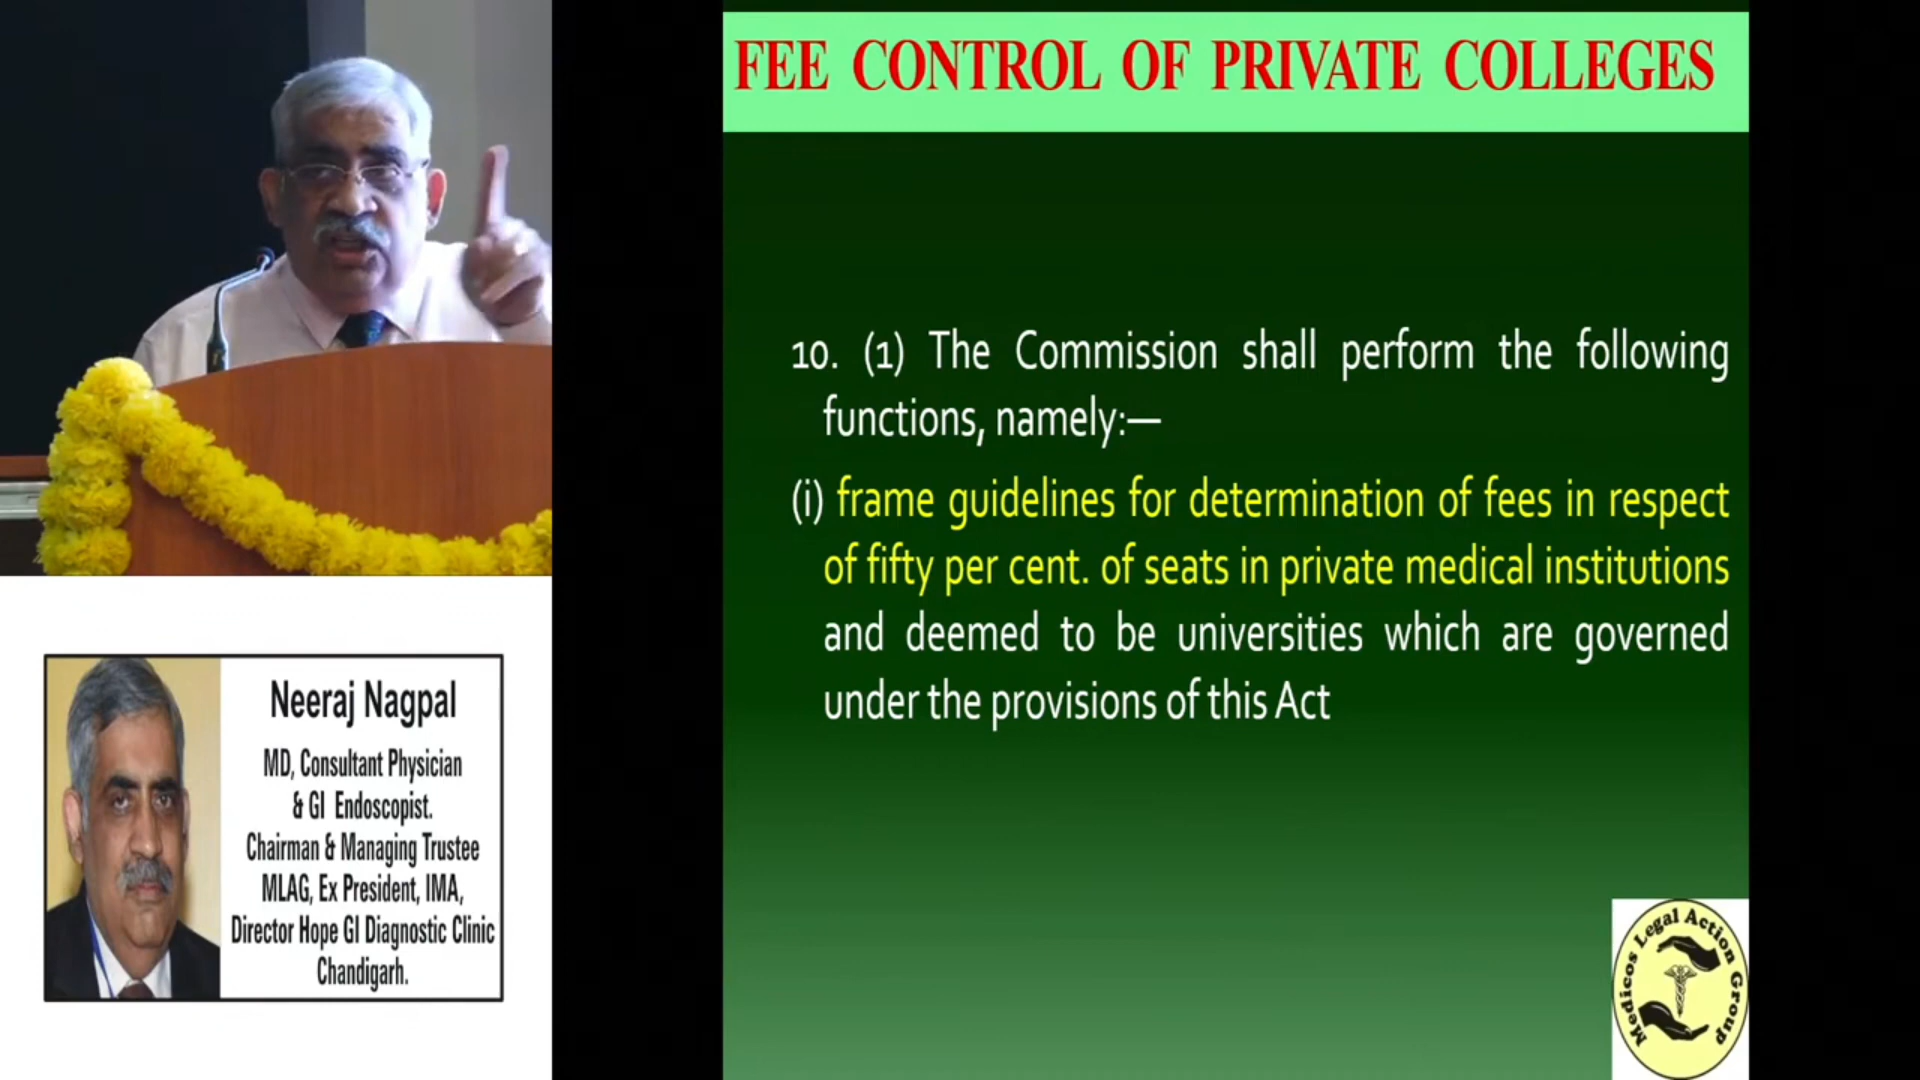 FEE CONTROL OF PRIVATE COLLEGES
10. (1) The Commission shall perform the following
functions, namely:—
(i) frame guidelines for determination of fees in respect
of fifty per cent. of seats in private medical institutions
and deemed to be universities which are governed
under the provisions of this Act
Neeraj Nagpal
MD, Consultant Physician
& GI Endoscopist.
Chairman & Managing Trustee
MLAG, Ex President, IMA,
Director Hope GI Diagnostic Clinic
Chandigarh.
Medicos Legal Action Group